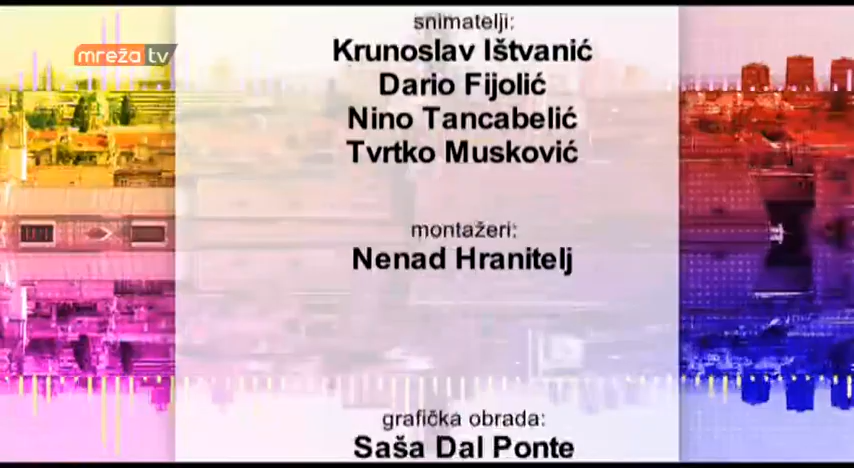 mreža tv
snimatelji:
Krunoslav Ištvanić
Dario Fijolić
Nino Tancabelić
Tvrtko Musković
montažeri:
Nenad Hranitelj
grafička obrada:
Saša Dal Ponte